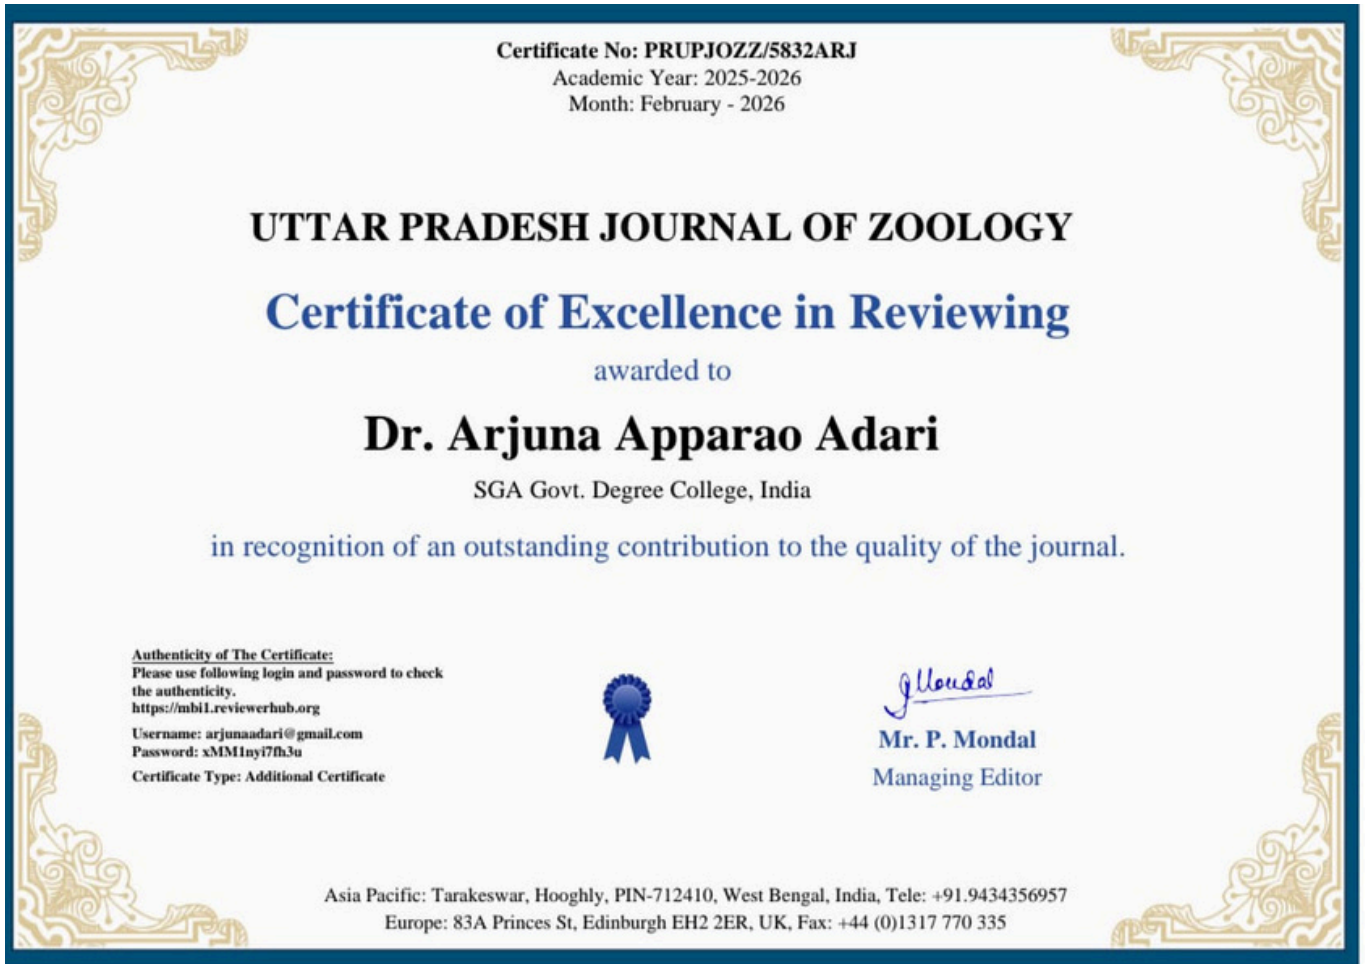 Certificate No: PRUPJOZZ/5832ARJ
Academic Year: 2025-2026
Month: February - 2026
UTTAR PRADESH JOURNAL OF ZOOLOGY
Certificate of Excellence in Reviewing
awarded to
Dr. Arjuna Apparao Adari
SGA Govt. Degree College, India
in recognition of an outstanding contribution to the quality of the journal.
Authenticity of The Certificate:
Please use following login and password to check
the authenticity.
https://mbi1.reviewerhub.org
Username: arjunaadari@gmail.com
Password: xMM1nyi7fh3u
Certificate Type: Additional Certificate
Mondal
Mr. P. Mondal
Managing Editor
Asia Pacific: Tarakeswar, Hooghly, PIN-712410, West Bengal, India, Tele: +91.9434356957
Europe: 83A Princes St, Edinburgh EH2 2ER, UK, Fax: +44 (0)1317 770 335